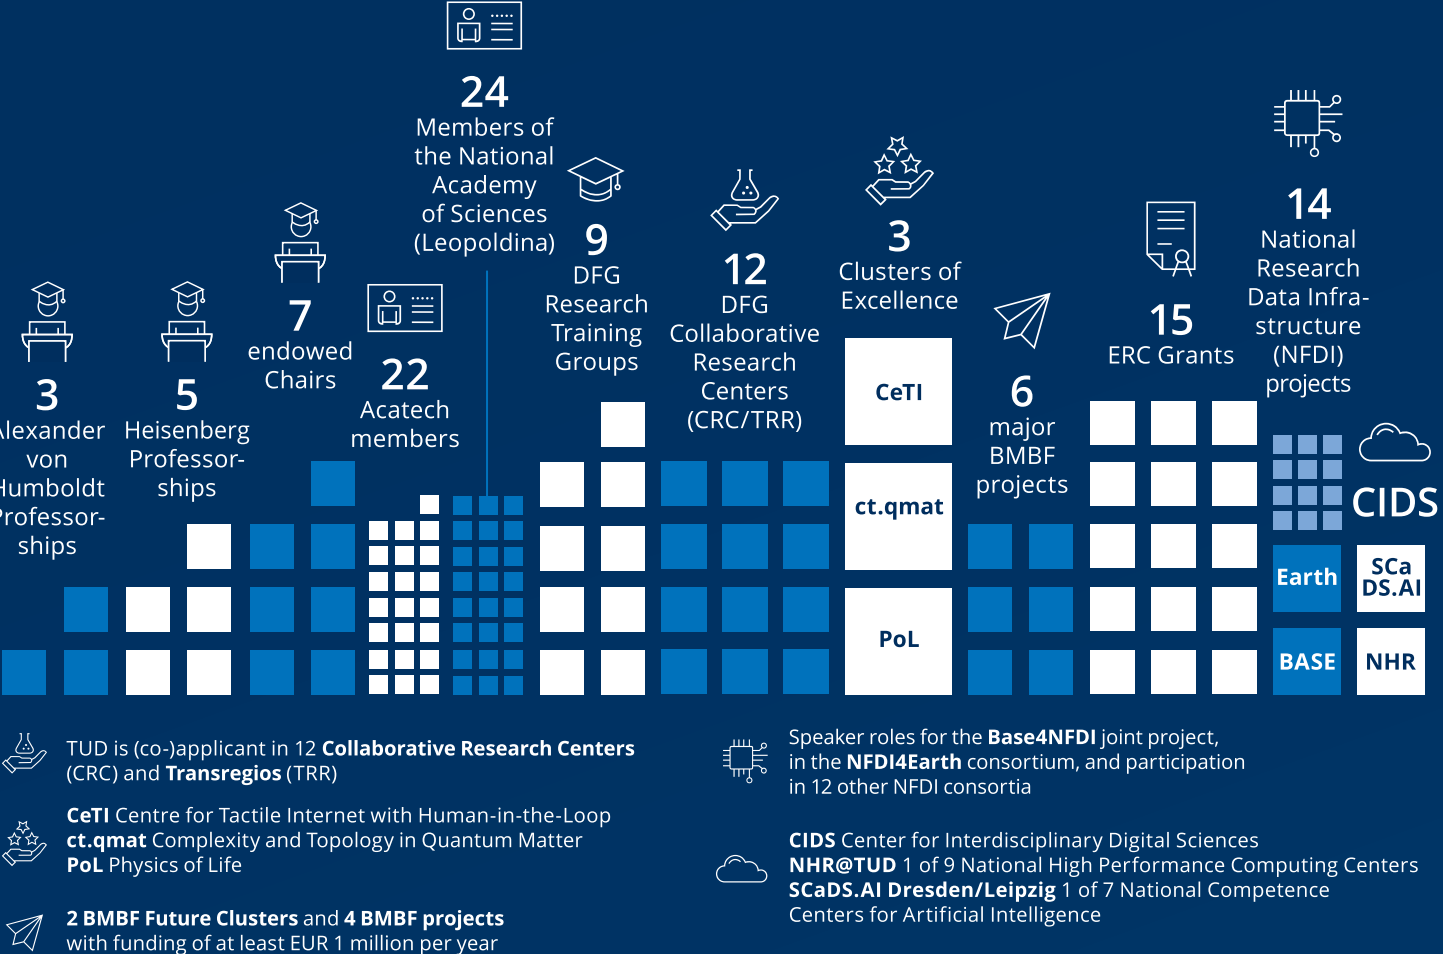 24
Members of
the National
Academy
of Sciences
(Leopoldina)
3
Alexander
von
Humboldt
Professor-
ships
5
Heisenberg
Professor-
ships
7
endowed
Chairs
22
Acatech
members
9
DFG
Research
Training
Groups
12
DFG
Collaborative
Research
Centers
(CRC/TRR)
3
Clusters of
Excellence
CeTI
ct.qmat
PoL
6
major
BMBF
projects
15
ERC Grants
14
National
Research
Data Infra-
structure
(NFDI)
projects
CIDS
Earth
SCa
DS.AI
BASE
NHR
TUD is (co-)applicant in 12 Collaborative Research Centers
(CRC) and Transregios (TRR)
CeTI Centre for Tactile Internet with Human-in-the-Loop
ct.qmat Complexity and Topology in Quantum Matter
PoL Physics of Life
2 BMBF Future Clusters and 4 BMBF projects
with funding of at least EUR 1 million per year
Speaker roles for the Base4NFDI joint project,
in the NFDI4Earth consortium, and participation
in 12 other NFDI consortia
CIDS Center for Interdisciplinary Digital Sciences
NHR@TUD 1 of 9 National High Performance Computing Centers
SCaDS.AI Dresden/Leipzig 1 of 7 National Competence
Centers for Artificial Intelligence